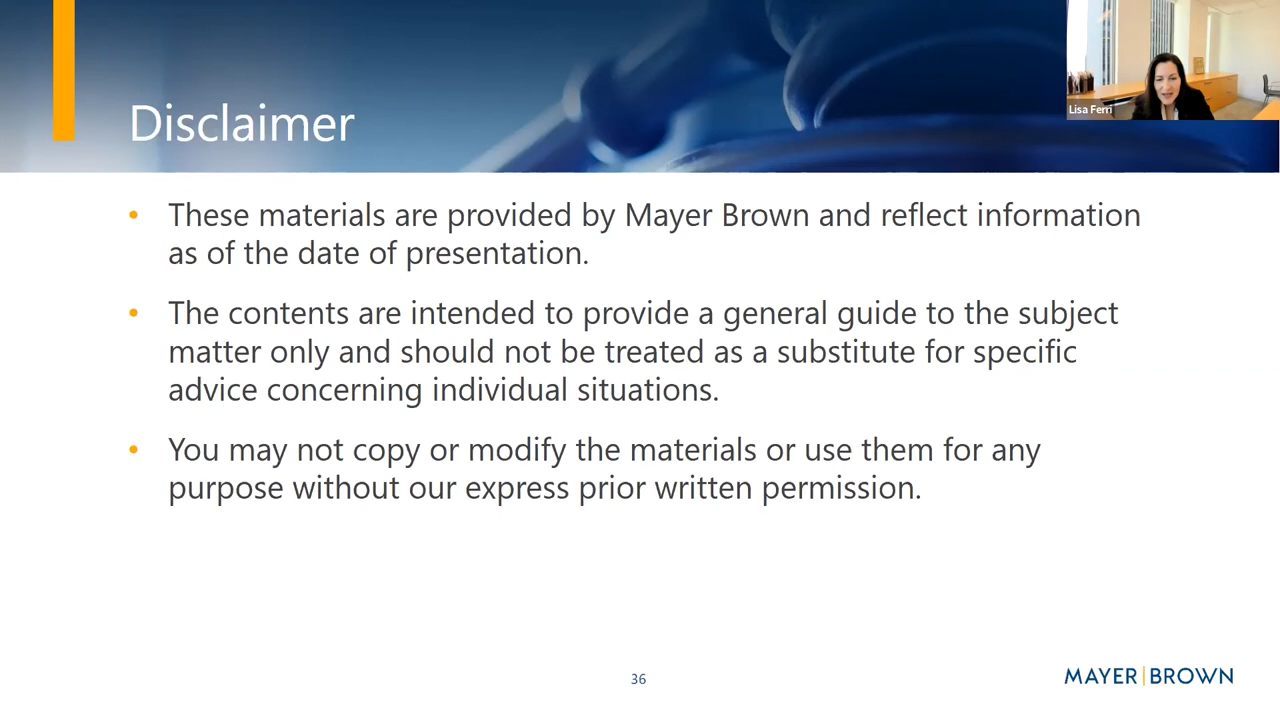 Lisa Ferri
Disclaimer
• These materials are provided by Mayer Brown and reflect information
as of the date of presentation.
• The contents are intended to provide a general guide to the subject
matter only and should not be treated as a substitute for specific
advice concerning individual situations.
• You may not copy or modify the materials or use them for any
purpose without our express prior written permission.
36
MAYER|BROWN